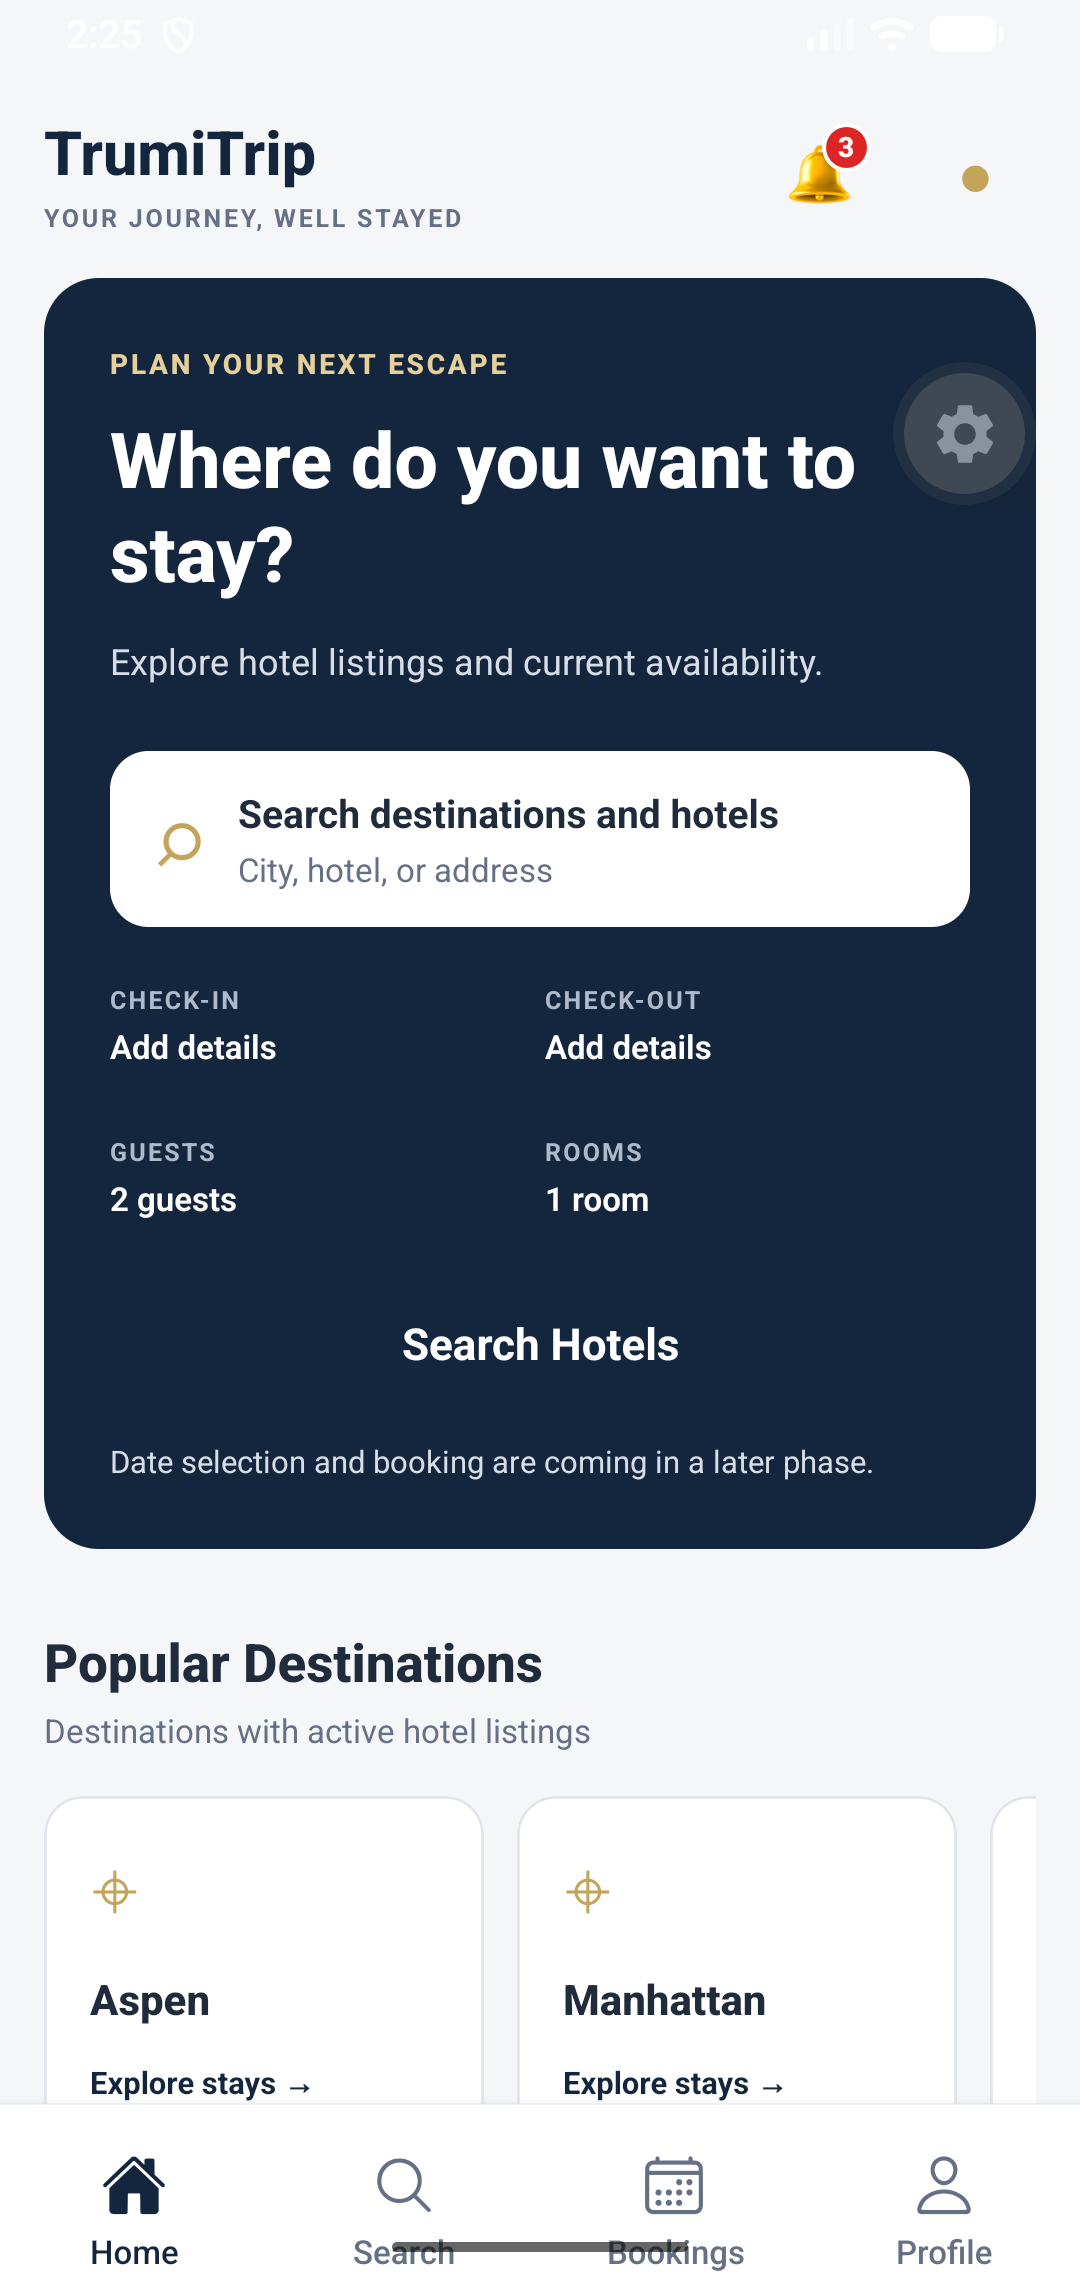 2:25
TrumiTrip
3
YOUR JOURNEY, WELL STAYED
PLAN YOUR NEXT ESCAPE
Where do you want to
stay?
Explore hotel listings and current availability.
Search destinations and hotels
City, hotel, or address
CHECK-IN
CHECK-OUT
Add details
Add details
GUESTS
ROOMS
2 guests
1 room
Search Hotels
Date selection and booking are coming in a later phase.
Popular Destinations
Destinations with active hotel listings
Aspen
Manhattan
Explore stays →
Explore stays →
Home
Search
Bookings
Profile